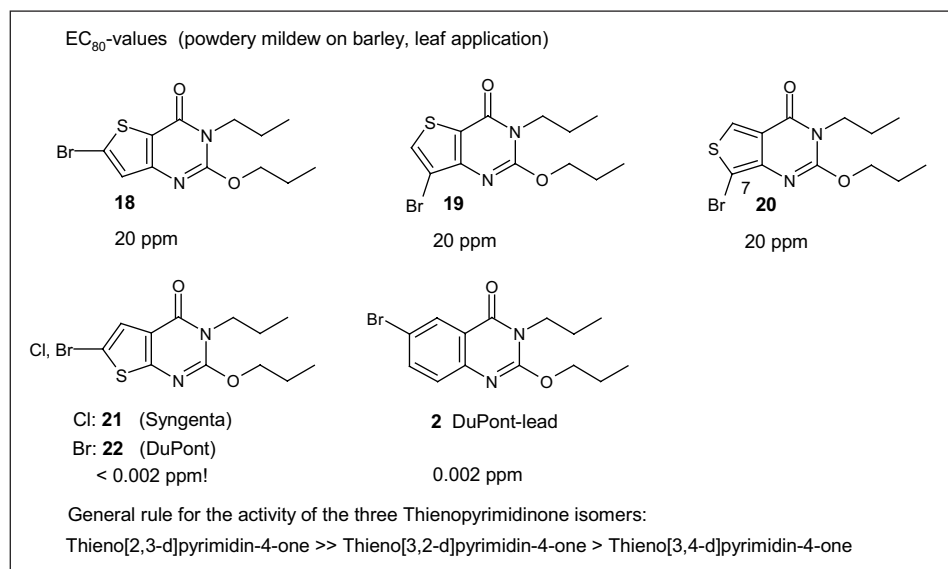 EC80-values (powdery mildew on barley, leaf application)
O
S
N
Br
N
O
18
20 ppm
O
S
N
N
O
Br
19
20 ppm
O
N
S
N
O
Br
7
20
20 ppm
O
N
Cl, Br
S
N
O
Cl: 21 (Syngenta)
Br: 22 (DuPont)
< 0.002 ppm!
O
Br
N
N
O
2 DuPont-lead
0.002 ppm
General rule for the activity of the three Thienopyrimidinone isomers:
Thieno[2,3-d]pyrimidin-4-one >> Thieno[3,2-d]pyrimidin-4-one > Thieno[3,4-d]pyrimidin-4-one